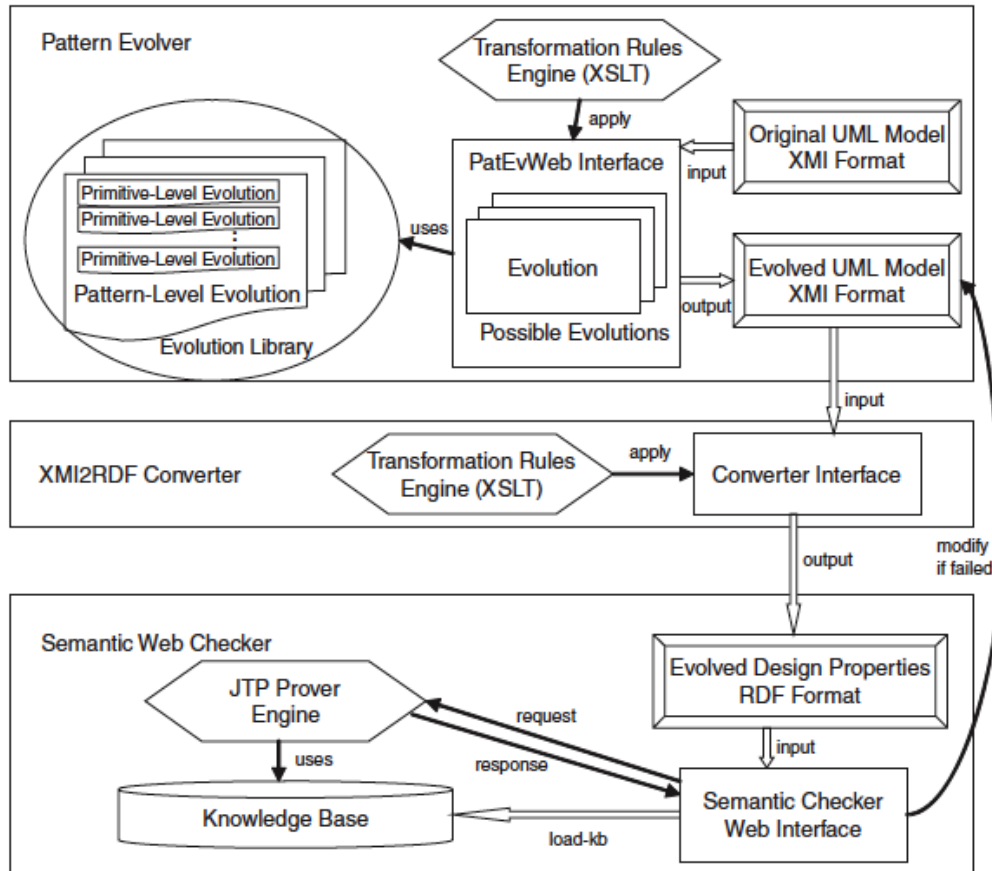 Pattern Evolver
Transformation Rules
Engine (XSLT)
apply
Original UML Model
XMI Format
input
PatEvWeb Interface
Primitive-Level Evolution
Primitive-Level Evolution
Primitive-Level Evolution
Pattern-Level Evolution
Evolution Library
uses
Evolution
Possible Evolutions
output
Evolved UML Model
XMI Format
input
XMI2RDF Converter
Transformation Rules
Engine (XSLT)
apply
Converter Interface
output
modify
if failed
Semantic Web Checker
Evolved Design Properties
RDF Format
JTP Prover
Engine
request
response
input
uses
Knowledge Base
load-kb
Semantic Checker
Web Interface